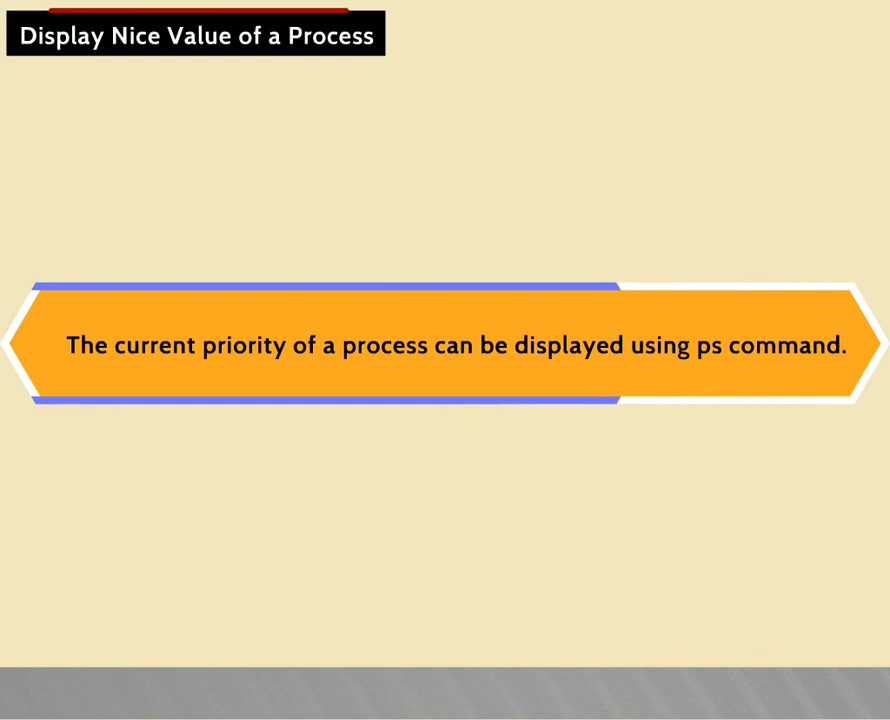 Display Nice Value of a Process
The current priority of a process can be displayed using ps command.